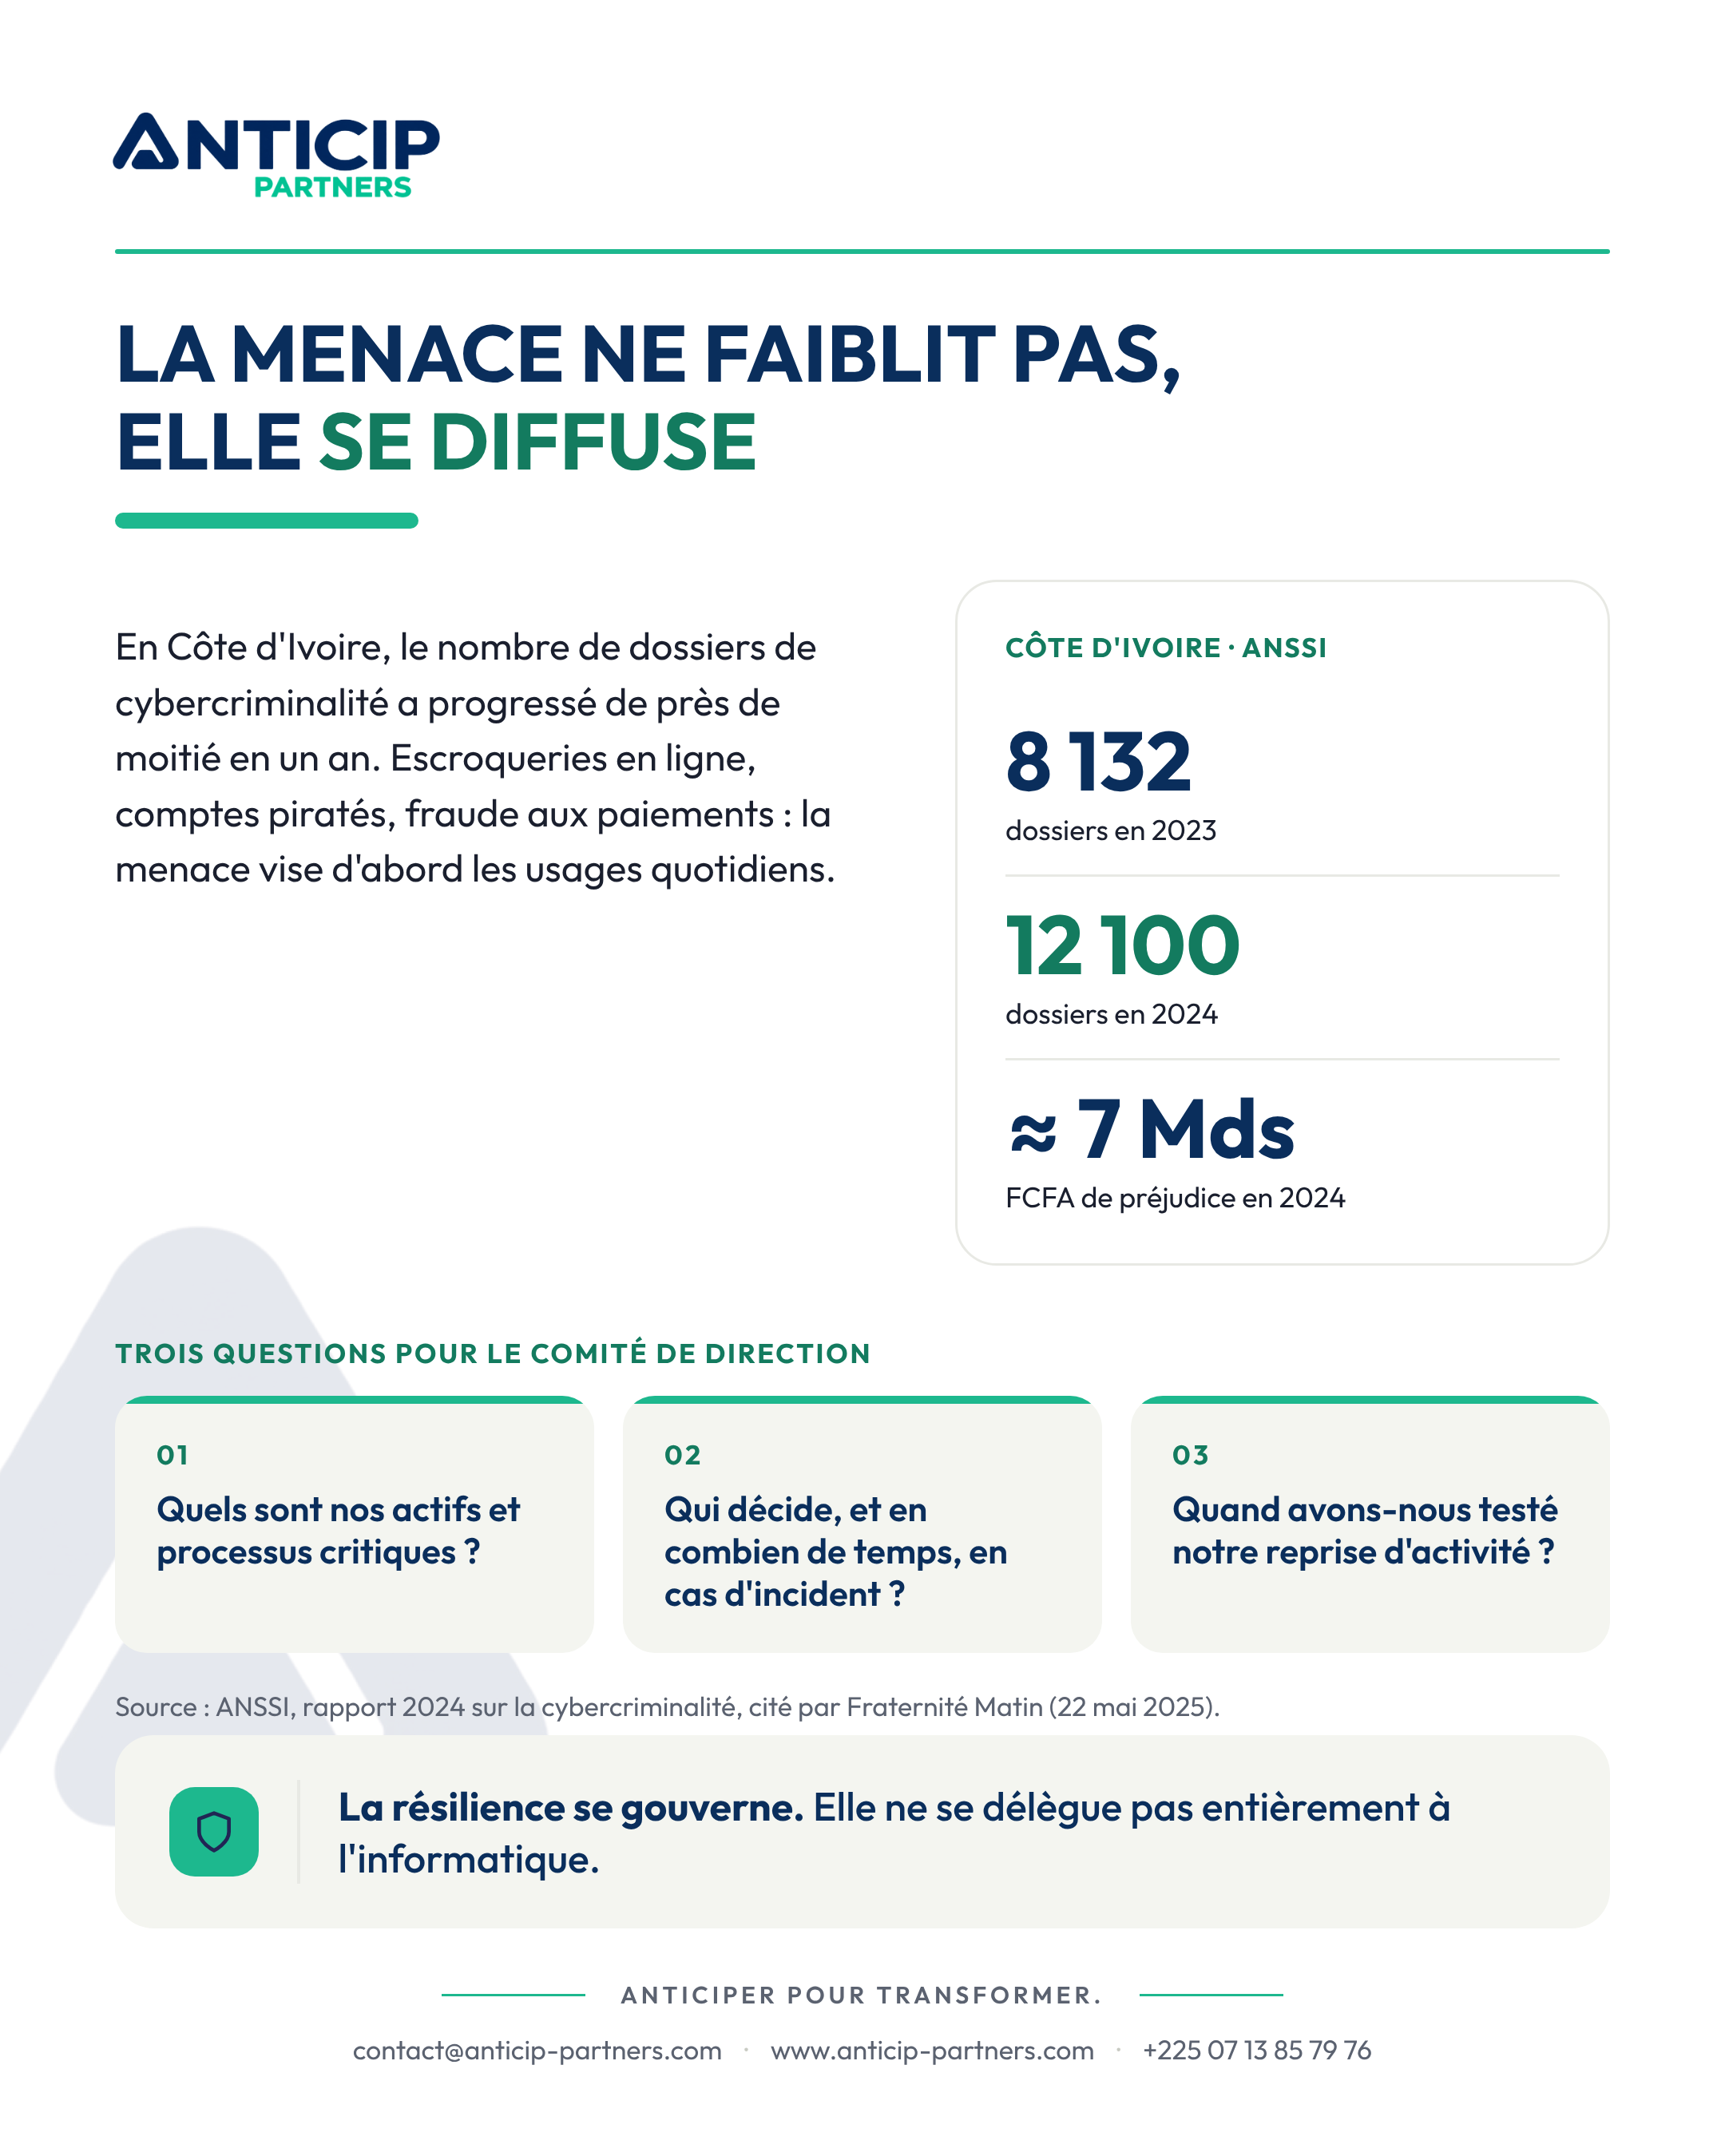 ANTICIP
PARTNERS
LA MENACE NE FAIBLIT PAS,
ELLE SE DIFFUSE
En Côte d'Ivoire, le nombre de dossiers de
cybercriminalité a progressé de près de
moitié en un an. Escroqueries en ligne,
comptes piratés, fraude aux paiements : la
menace vise d'abord les usages quotidiens.
CÔTE D'IVOIRE · ANSSI
8 132
dossiers en 2023
12 100
dossiers en 2024
≈ 7 Mds
FCFA de préjudice en 2024
TROIS QUESTIONS POUR LE COMITÉ DE DIRECTION
01
Quels sont nos actifs et
processus critiques ?
02
Qui décide, et en
combien de temps, en
cas d'incident ?
03
Quand avons-nous testé
notre reprise d'activité ?
Source : ANSSI, rapport 2024 sur la cybercriminalité, cité par Fraternité Matin (22 mai 2025).
La résilience se gouverne. Elle ne se délègue pas entièrement à
l'informatique.
ANTICIPER POUR TRANSFORMER.
contact@anticip-partners.com · www.anticip-partners.com · +225 07 13 85 79 76